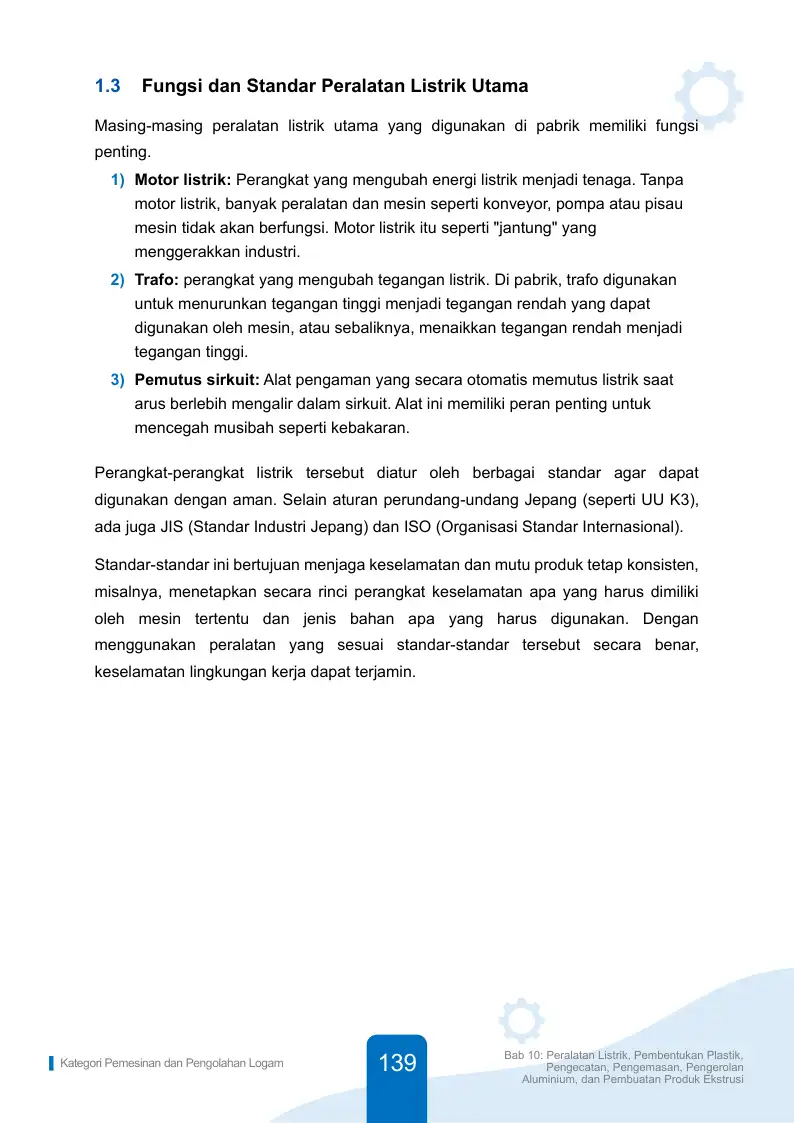 1.3 Fungsi dan Standar Peralatan Listrik Utama
Masing-masing peralatan listrik utama yang digunakan di pabrik memiliki fungsi
penting.
1) Motor listrik: Perangkat yang mengubah energi listrik menjadi tenaga. Tanpa
motor listrik, banyak peralatan dan mesin seperti konveyor, pompa atau pisau
mesin tidak akan berfungsi. Motor listrik itu seperti "jantung" yang
menggerakkan industri.
2) Trafo: perangkat yang mengubah tegangan listrik. Di pabrik, trafo digunakan
untuk menurunkan tegangan tinggi menjadi tegangan rendah yang dapat
digunakan oleh mesin, atau sebaliknya, menaikkan tegangan rendah menjadi
tegangan tinggi.
3) Pemutus sirkuit: Alat pengaman yang secara otomatis memutus listrik saat
arus berlebih mengalir dalam sirkuit. Alat ini memiliki peran penting untuk
mencegah musibah seperti kebakaran.
Perangkat-perangkat listrik tersebut diatur oleh berbagai standar agar dapat
digunakan dengan aman. Selain aturan perundang-undang Jepang (seperti UU K3),
ada juga JIS (Standar Industri Jepang) dan ISO (Organisasi Standar Internasional).
Standar-standar ini bertujuan menjaga keselamatan dan mutu produk tetap konsisten,
misalnya, menetapkan secara rinci perangkat keselamatan apa yang harus dimiliki
oleh mesin tertentu dan jenis bahan apa yang harus digunakan. Dengan
menggunakan peralatan yang sesuai standar-standar tersebut secara benar,
keselamatan lingkungan kerja dapat terjamin.
Kategori Pemesinan dan Pengolahan Logam
139
Bab 10: Peralatan Listrik, Pembentukan Plastik,
Pengecatan, Pengemasan, Pengerolan
Aluminium, dan Pembuatan Produk Ekstrusi